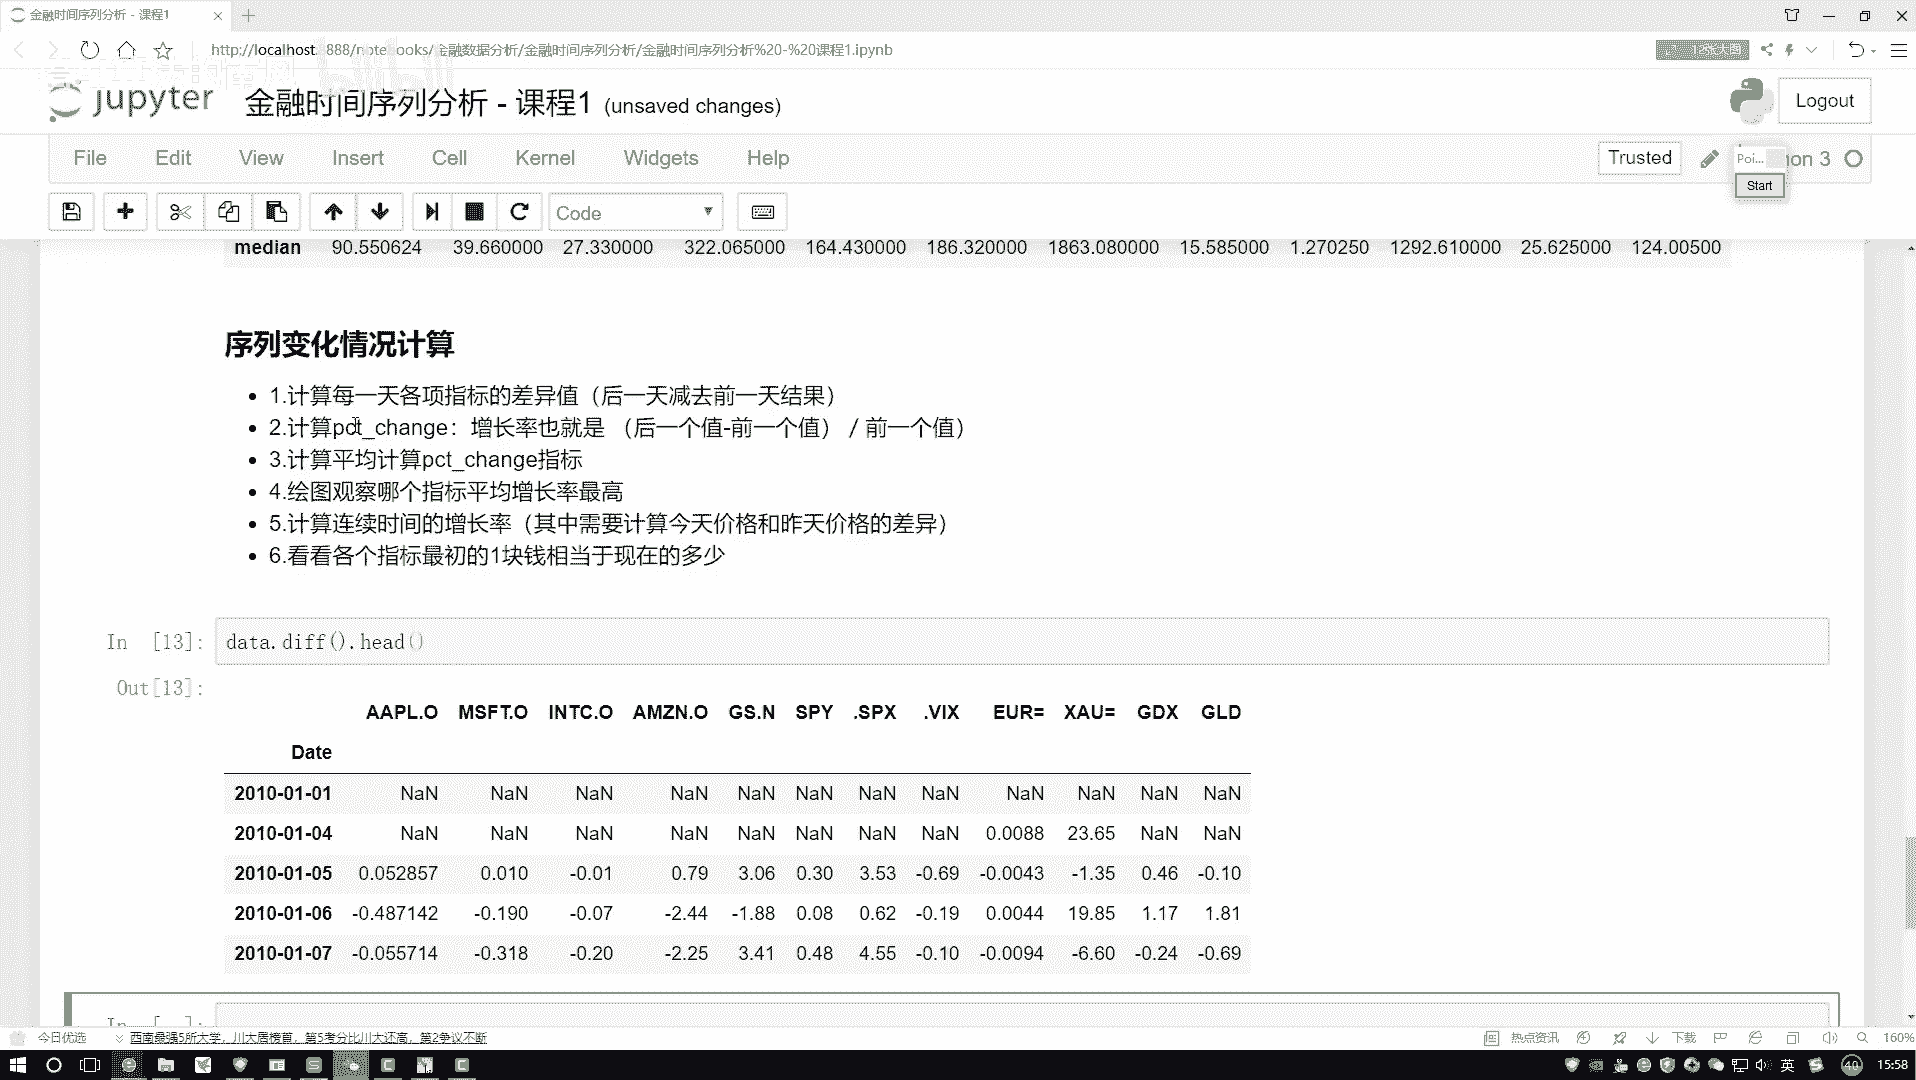 金融时间序列分析 - 课程1
http://localhost:8888/notebooks/金融数据分析/金融时间序列分析/金融时间序列分析%20-%20课程1.ipynb
12张大图
jupyter 金融时间序列分析 - 课程1 (unsaved changes)
Logout
File Edit View Insert Cell Kernel Widgets Help
Trusted
Poi... hon 3
Start
Code
median 90.550624 39.660000 27.330000 322.065000 164.430000 186.320000 1863.080000 15.585000 1.270250 1292.610000 25.625000 124.00500
序列变化情况计算
1.计算每一天各项指标的差异值（后一天减去前一天结果）
2.计算pct_change：增长率也就是 （后一个值-前一个值） / 前一个值）
3.计算平均计算pct_change指标
4.绘图观察哪个指标平均增长率最高
5.计算连续时间的增长率（其中需要计算今天价格和昨天价格的差异）
6.看看各个指标最初的1块钱相当于现在的多少
In [13]: data.diff().head()
Out[13]:
AAPL.O MSFT.O INTC.O AMZN.O GS.N SPY .SPX .VIX EUR= XAU= GDX GLD
Date
2010-01-01 NaN NaN NaN NaN NaN NaN NaN NaN NaN NaN NaN NaN
2010-01-04 NaN NaN NaN NaN NaN NaN NaN NaN 0.0088 23.65 NaN NaN
2010-01-05 0.052857 0.010 -0.01 0.79 3.06 0.30 3.53 -0.69 -0.0043 -1.35 0.46 -0.10
2010-01-06 -0.487142 -0.190 -0.07 -2.44 -1.88 0.08 0.62 -0.19 0.0044 19.85 1.17 1.81
2010-01-07 -0.055714 -0.318 -0.20 -2.25 3.41 0.48 4.55 -0.10 -0.0094 -6.60 -0.24 -0.69
In [ ]:
今日优选 西南最强5所大学，川大居榜首，第5考分比川大还高，第2争议不断
热点资讯 下载 160%
英 40 15:58